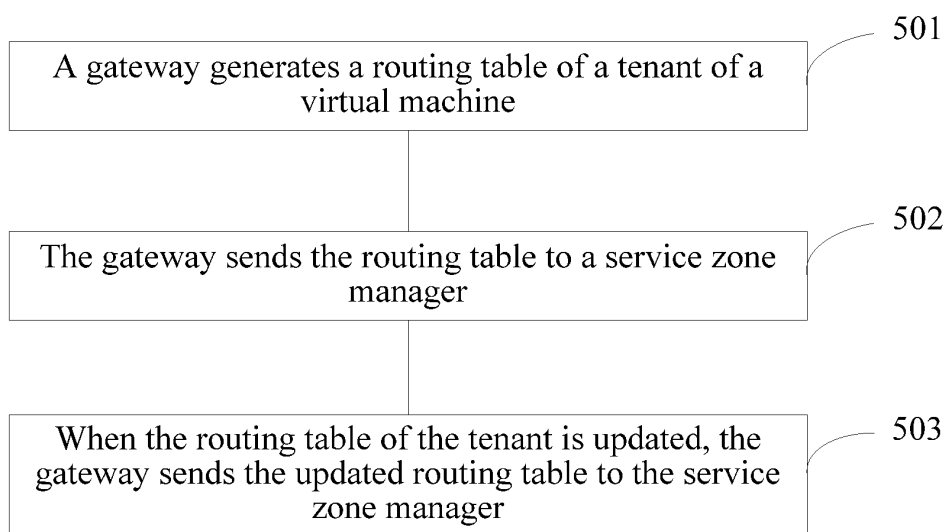 501
A gateway generates a routing table of a tenant of a
virtual machine
502
The gateway sends the routing table to a service zone
manager
503
When the routing table of the tenant is updated, the
gateway sends the updated routing table to the service
zone manager